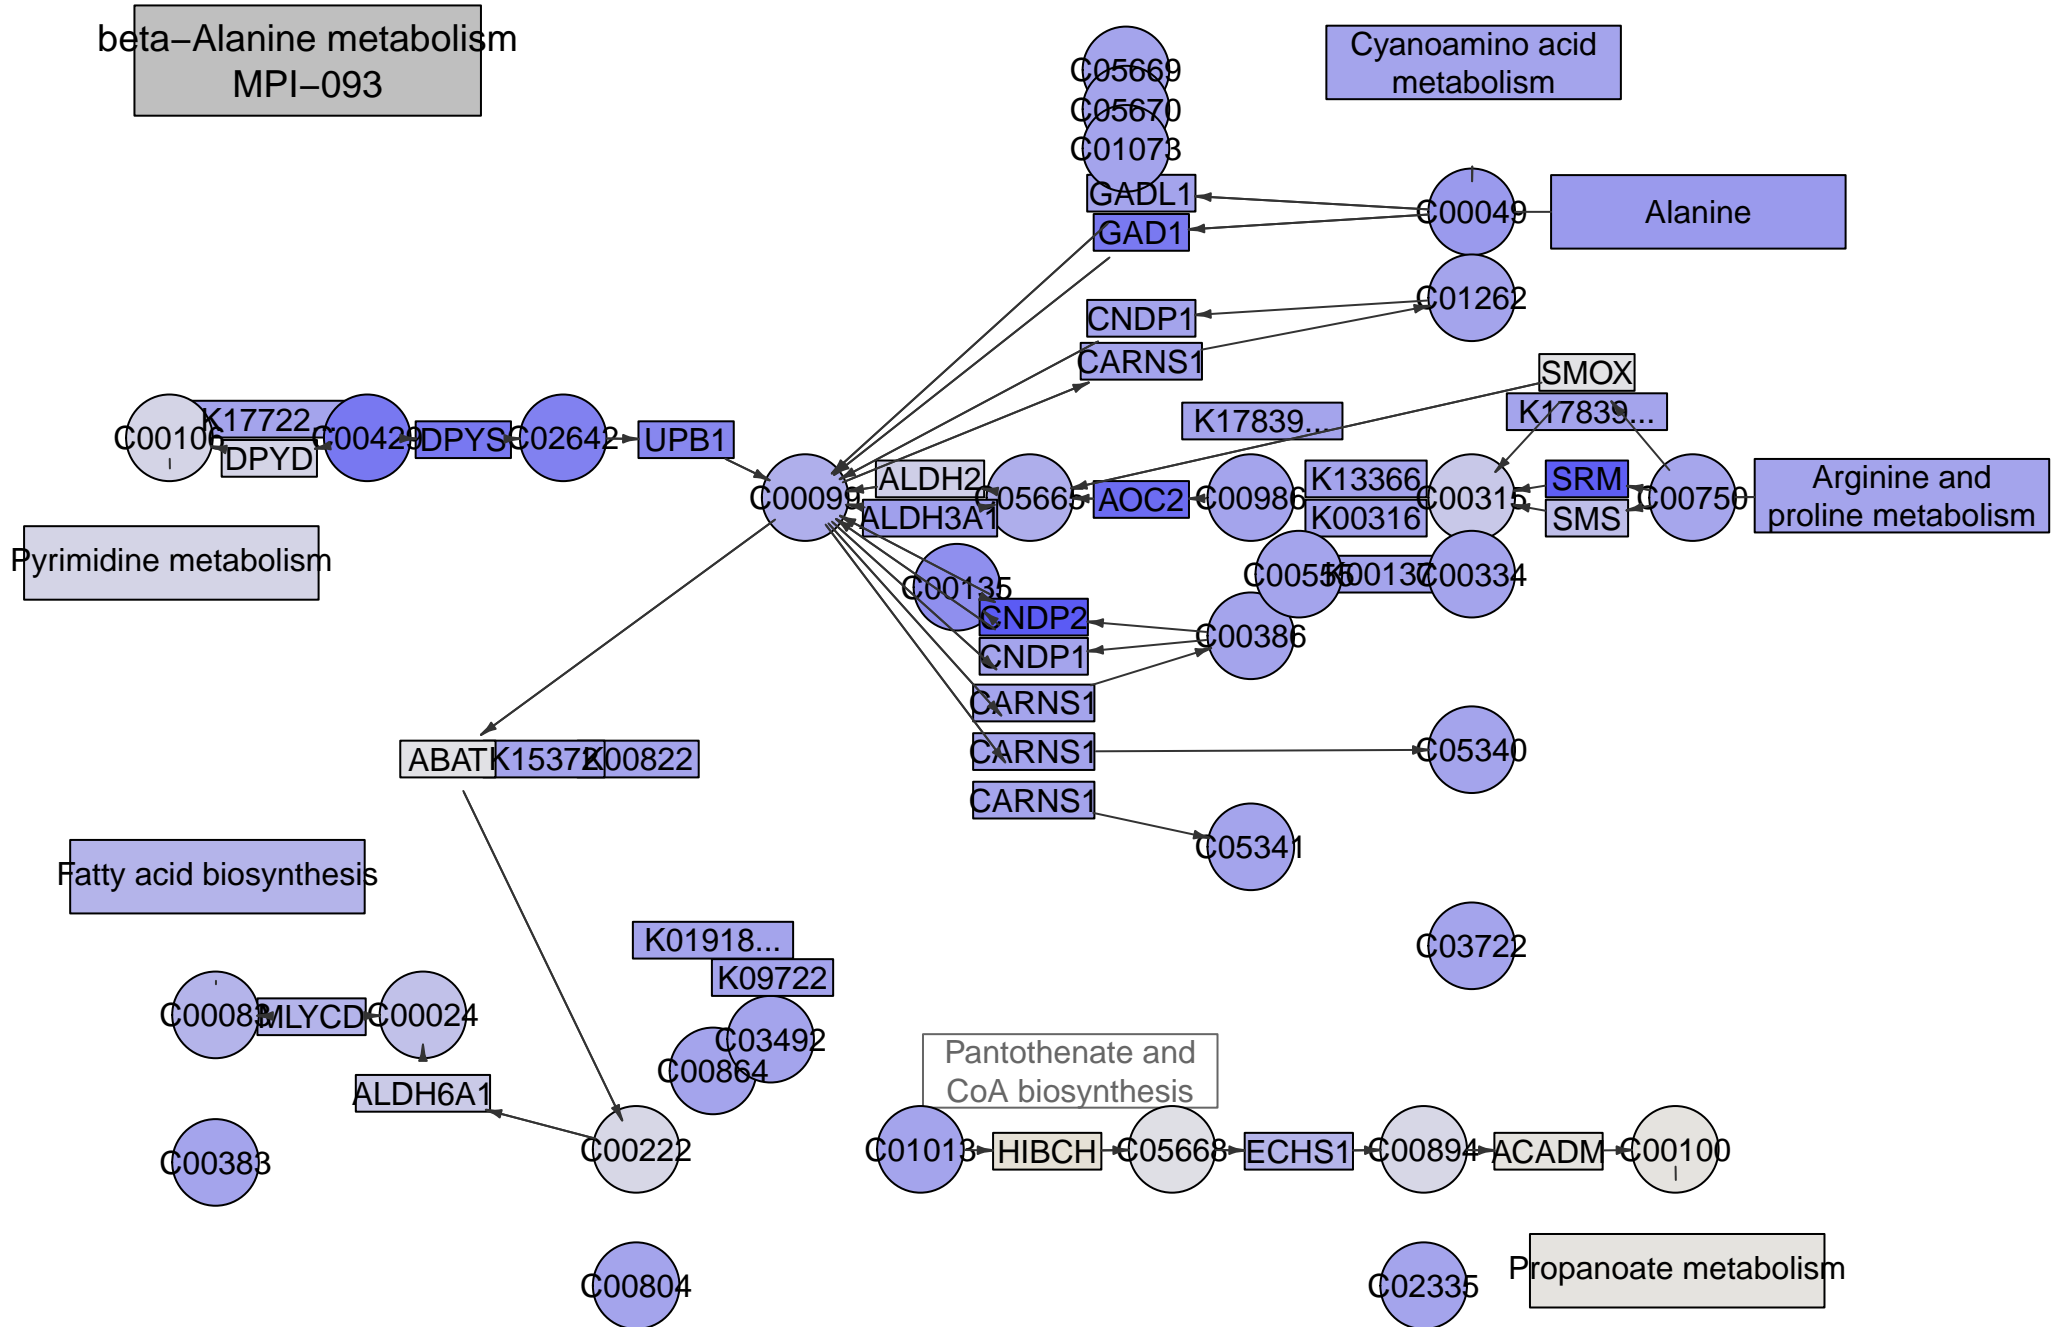 beta−Alanine metabolism
MPI−093
C05669
C05670
C01073
Cyanoamino acid
metabolism
GADL1
GAD1
C00049
Alanine
C01262
CNDP1
CARNS1
SMOX
K17839...
K17839...
C00106
K17722...
DPYD
C00429
DPYS
C02642
UPB1
C00099
ALDH2
ALDH3A1
C05665
AOC2
C00986
K13366
K00316
C00315
SRM
SMS
C00750
Arginine and
proline metabolism
Pyrimidine metabolism
C00135
C00555
K00137
C00334
CNDP2
CNDP1
C00386
CARNS1
CARNS1
C05340
CARNS1
C05341
ABAT
K15372
K00822
Fatty acid biosynthesis
K01918...
K09722
C03722
C00083
MLYCD
C00024
C03492
C00864
Pantothenate and
CoA biosynthesis
ALDH6A1
C00383
C00222
C01013
HIBCH
C05668
ECHS1
C00894
ACADM
C00100
C00804
C02335
Propanoate metabolism